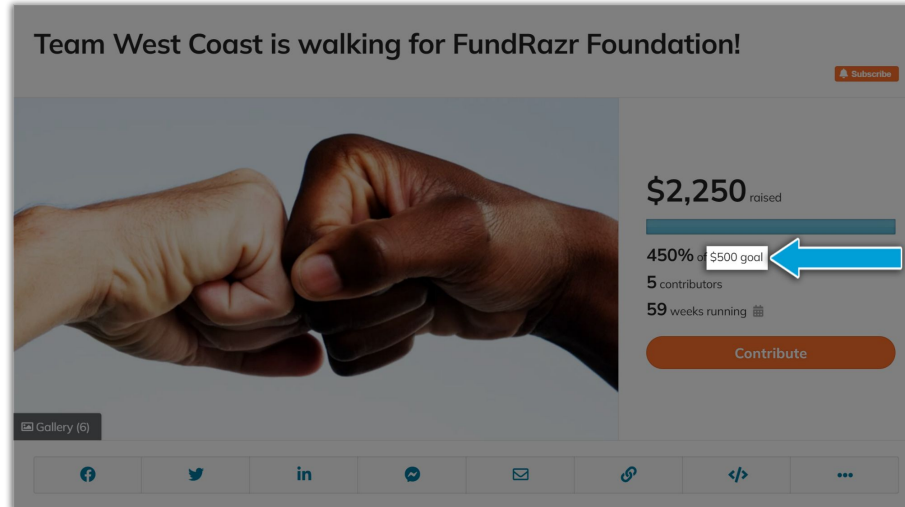 Team West Coast is walking for FundRazr Foundation!
Subscribe
$2,250 raised
450% of $500 goal
5 contributors
59 weeks running
Contribute
Gallery (6)
in
</>